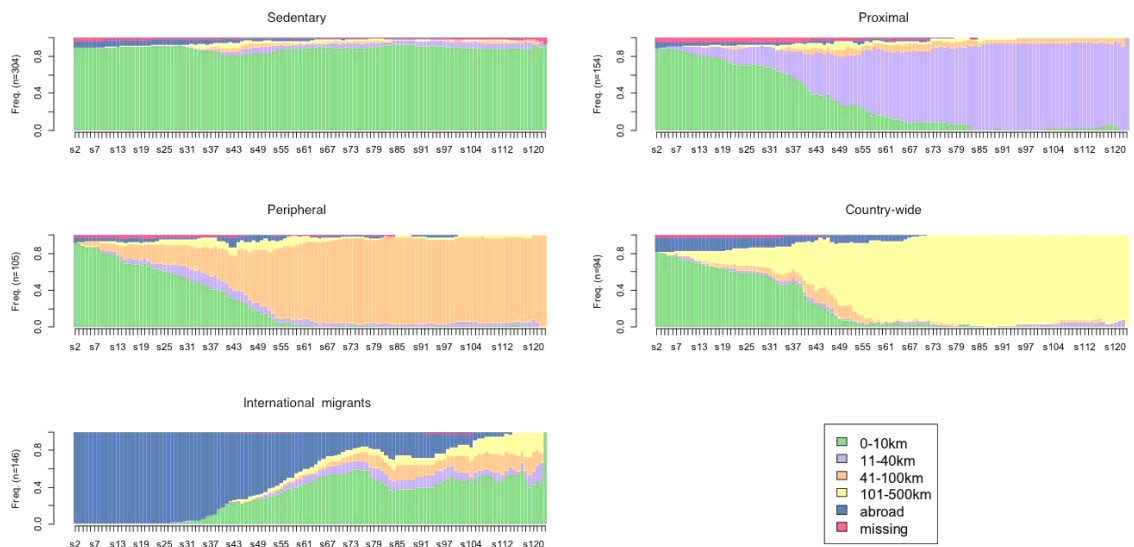 Sedentary
Freq. (n=304)
0.0 0.4 0.8
s2 s7 s13 s19 s25 s31 s37 s43 s49 s55 s61 s67 s73 s79 s85 s91 s97 s104 s112 s120
Proximal
Freq. (n=154)
0.0 0.4 0.8
s2 s7 s13 s19 s25 s31 s37 s43 s49 s55 s61 s67 s73 s79 s85 s91 s97 s104 s112 s120
Peripheral
Freq. (n=105)
0.0 0.4 0.8
s2 s7 s13 s19 s25 s31 s37 s43 s49 s55 s61 s67 s73 s79 s85 s91 s97 s104 s112 s120
Country-wide
Freq. (n=94)
0.0 0.4 0.8
s2 s7 s13 s19 s25 s31 s37 s43 s49 s55 s61 s67 s73 s79 s85 s91 s97 s104 s112 s120
International migrants
Freq. (n=146)
0.0 0.4 0.8
s2 s7 s13 s19 s25 s31 s37 s43 s49 s55 s61 s67 s73 s79 s85 s91 s97 s104 s112 s120
0-10km
11-40km
41-100km
101-500km
abroad
missing